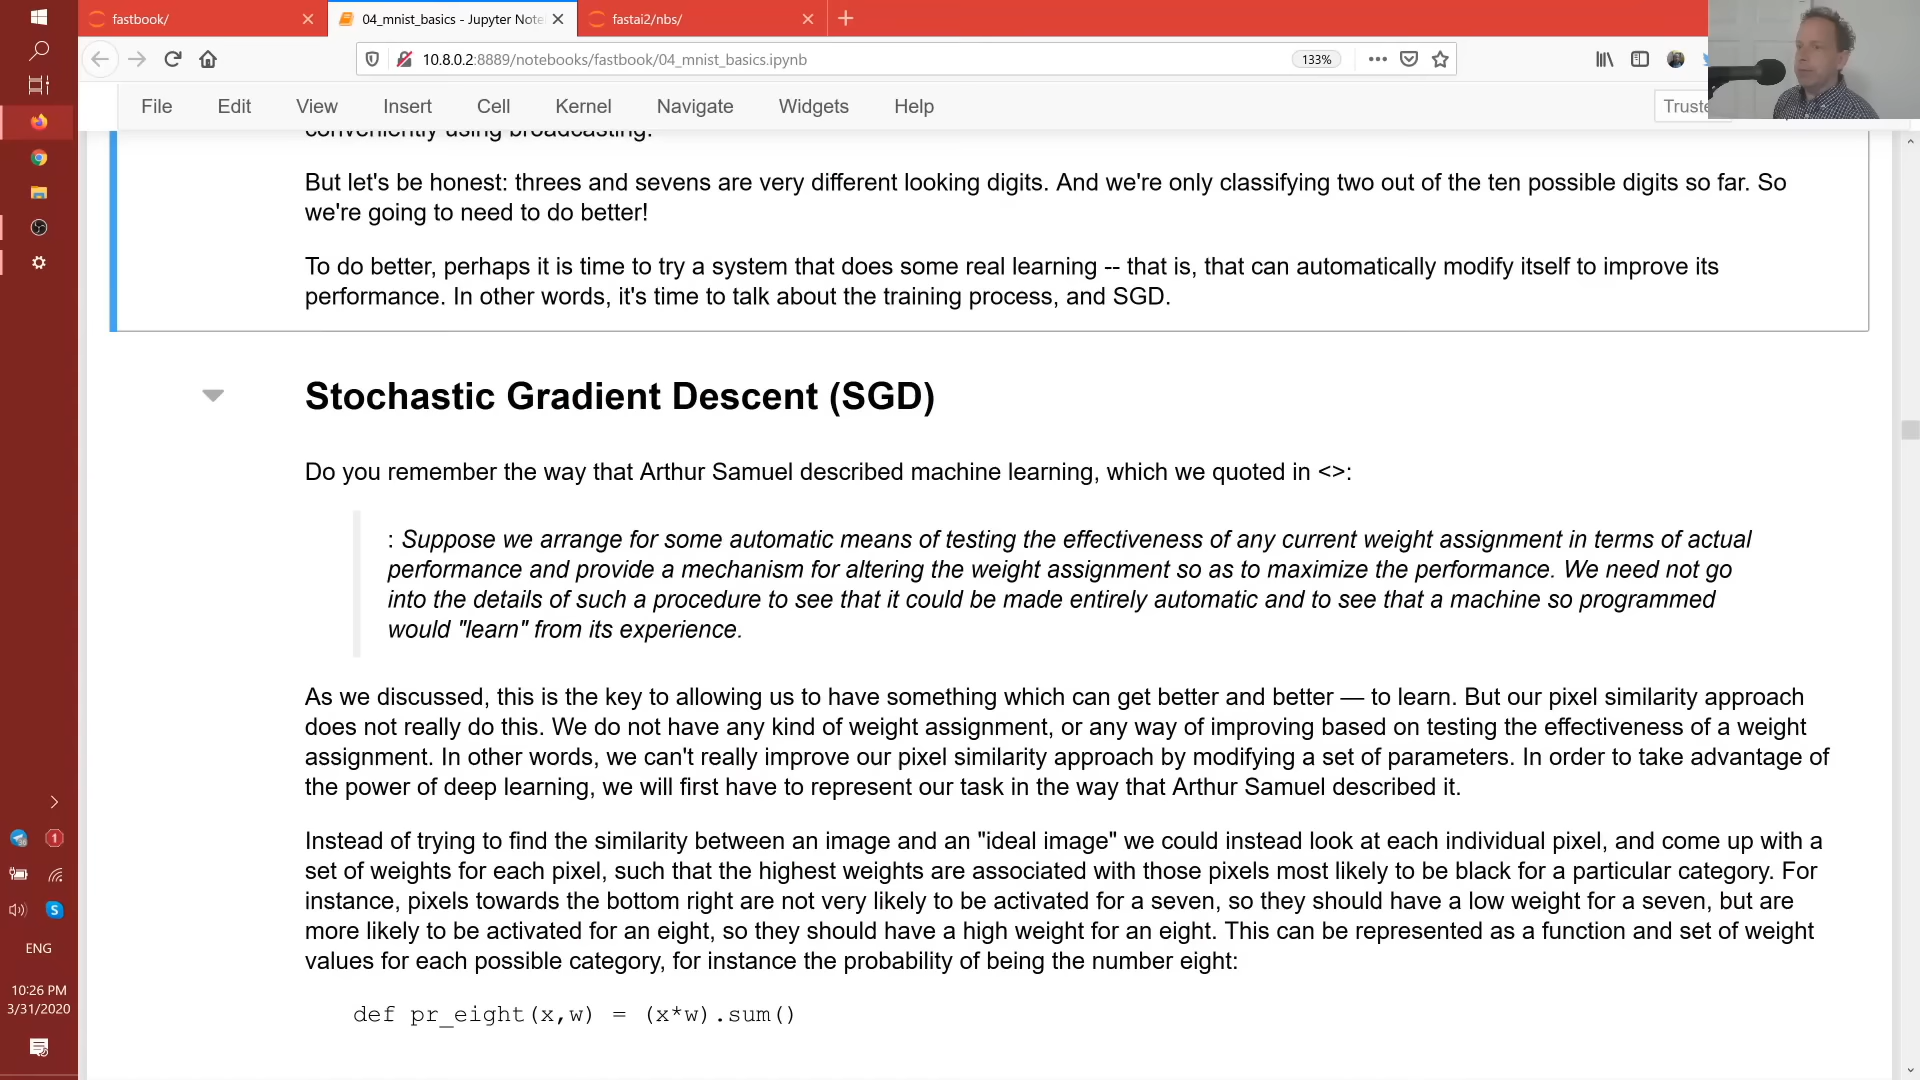 fastbook/
04_mnist_basics - Jupyter Note
fastai2/nbs/
10.8.0.2:8889/notebooks/fastbook/04_mnist_basics.ipynb
133%
File Edit View Insert Cell Kernel Navigate Widgets Help
Truste
conveniently using broadcasting.
But let's be honest: threes and sevens are very different looking digits. And we're only classifying two out of the ten possible digits so far. So
we're going to need to do better!
To do better, perhaps it is time to try a system that does some real learning -- that is, that can automatically modify itself to improve its
performance. In other words, it's time to talk about the training process, and SGD.
Stochastic Gradient Descent (SGD)
Do you remember the way that Arthur Samuel described machine learning, which we quoted in <>:
: Suppose we arrange for some automatic means of testing the effectiveness of any current weight assignment in terms of actual
performance and provide a mechanism for altering the weight assignment so as to maximize the performance. We need not go
into the details of such a procedure to see that it could be made entirely automatic and to see that a machine so programmed
would "learn" from its experience.
As we discussed, this is the key to allowing us to have something which can get better and better — to learn. But our pixel similarity approach
does not really do this. We do not have any kind of weight assignment, or any way of improving based on testing the effectiveness of a weight
assignment. In other words, we can't really improve our pixel similarity approach by modifying a set of parameters. In order to take advantage of
the power of deep learning, we will first have to represent our task in the way that Arthur Samuel described it.
Instead of trying to find the similarity between an image and an "ideal image" we could instead look at each individual pixel, and come up with a
set of weights for each pixel, such that the highest weights are associated with those pixels most likely to be black for a particular category. For
instance, pixels towards the bottom right are not very likely to be activated for a seven, so they should have a low weight for a seven, but are
more likely to be activated for an eight, so they should have a high weight for an eight. This can be represented as a function and set of weight
values for each possible category, for instance the probability of being the number eight:
def pr_eight(x,w) = (x*w).sum()
1
S
ENG
10:26 PM
3/31/2020